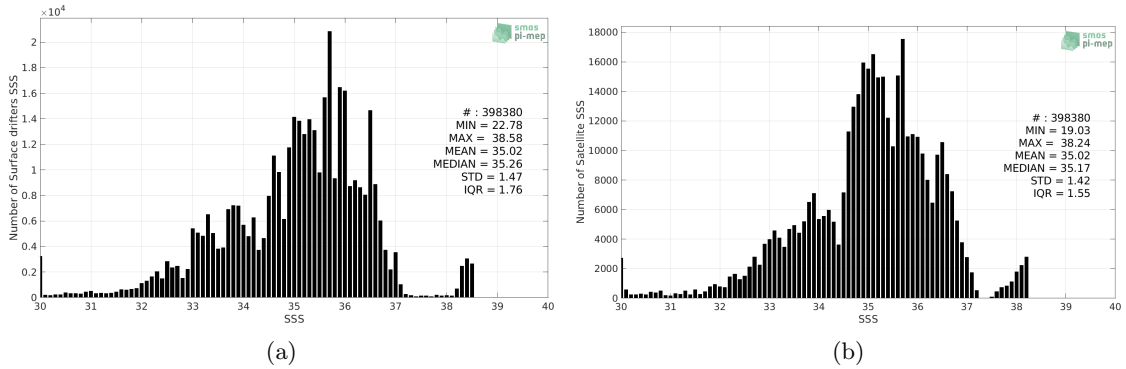 ×10⁴
2
1.8
1.6
1.4
1.2
1
0.8
0.6
0.4
0.2
0
Number of Surface drifters SSS
smos
pi-mep
# : 398380
MIN = 22.78
MAX = 38.58
MEAN = 35.02
MEDIAN = 35.26
STD = 1.47
IQR = 1.76
30 31 32 33 34 35 36 37 38 39 40
SSS
(a)
18000
16000
14000
12000
10000
8000
6000
4000
2000
0
Number of Satellite SSS
smos
pi-mep
# : 398380
MIN = 19.03
MAX = 38.24
MEAN = 35.02
MEDIAN = 35.17
STD = 1.42
IQR = 1.55
30 31 32 33 34 35 36 37 38 39 40
SSS
(b)